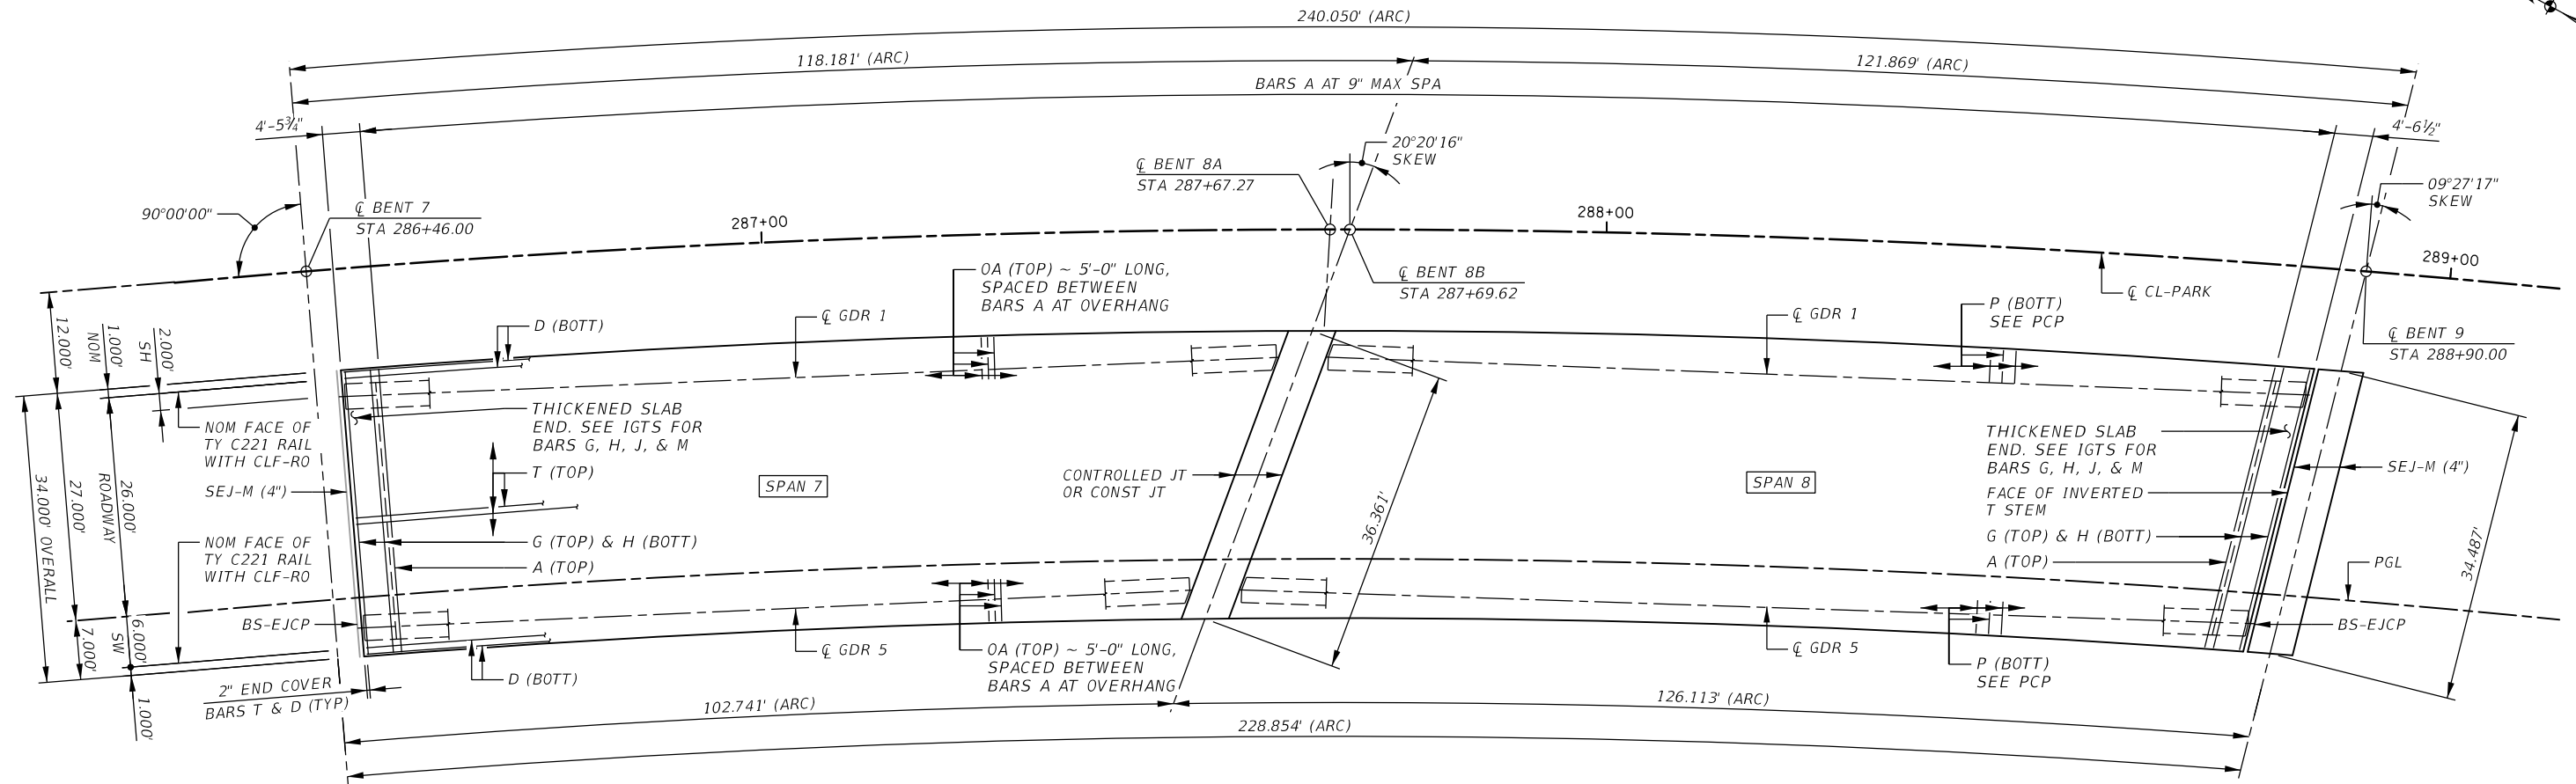 240.050' (ARC)
118.181' (ARC)
121.869' (ARC)
BARS A AT 9" MAX SPA
4'-5¾"
4'-6½"
20°20'16"
SKEW
℄ BENT 8A
STA 287+67.27
09°27'17"
SKEW
90°00'00"
℄ BENT 7
STA 286+46.00
287+00
288+00
289+00
OA (TOP) ~ 5'-0" LONG,
SPACED BETWEEN
BARS A AT OVERHANG
℄ BENT 8B
STA 287+69.62
℄ CL-PARK
P (BOTT)
SEE PCP
℄ BENT 9
STA 288+90.00
12.000'
1.000'
NOM
2.000'
SH
D (BOTT)
℄ GDR 1
℄ GDR 1
NOM FACE OF
TY C221 RAIL
WITH CLF-RO
THICKENED SLAB
END. SEE IGTS FOR
BARS G, H, J, & M
T (TOP)
SEJ-M (4")
SPAN 7
CONTROLLED JT
OR CONST JT
36.361'
SPAN 8
THICKENED SLAB
END. SEE IGTS FOR
BARS G, H, J, & M
SEJ-M (4")
FACE OF INVERTED
T STEM
G (TOP) & H (BOTT)
A (TOP)
34.487'
PGL
34.000' OVERALL
27.000'
26.000'
ROADWAY
NOM FACE OF
TY C221 RAIL
WITH CLF-RO
G (TOP) & H (BOTT)
A (TOP)
BS-EJCP
BS-EJCP
7.000'
6.000'
SW
1.000'
℄ GDR 5
OA (TOP) ~ 5'-0" LONG,
SPACED BETWEEN
BARS A AT OVERHANG
℄ GDR 5
P (BOTT)
SEE PCP
D (BOTT)
2" END COVER
BARS T & D (TYP)
102.741' (ARC)
126.113' (ARC)
228.854' (ARC)